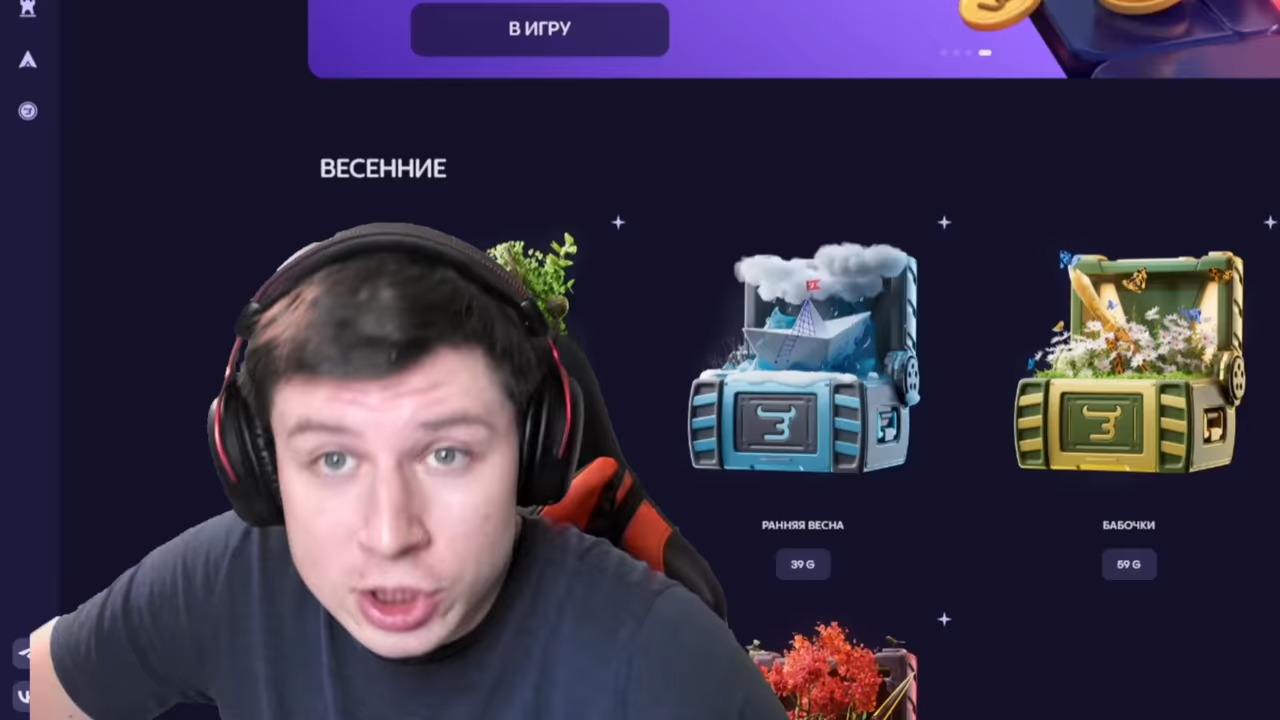 В ИГРУ
ВЕСЕННИЕ
РАННЯЯ ВЕСНА
БАБОЧКИ
39 G
59 G